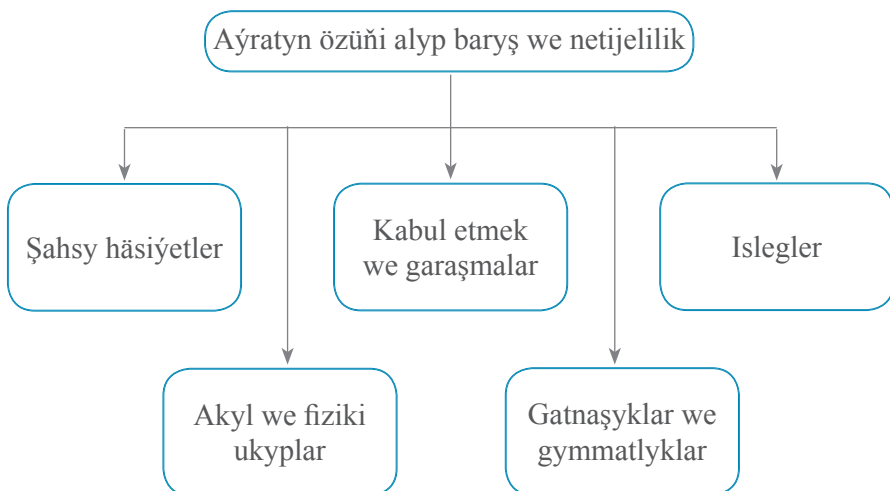 Aýratyn özüňi alyp baryş we netijelilik
Şahsy häsiýetler
Kabul etmek
we garaşmalar
Islegler
Akyl we fiziki
ukyplar
Gatnaşyklar we
gymmatlyklar